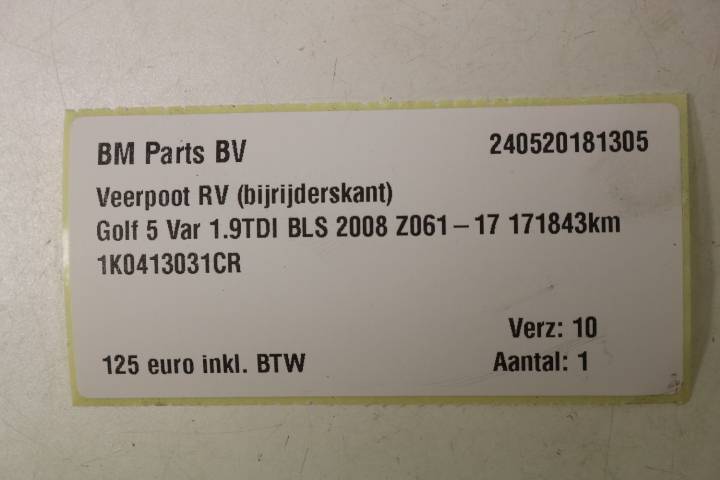 BM Parts BV 240520181305
Veerpoot RV (bijrijderskant)
Golf 5 Var 1.9TDI BLS 2008 Z061-17 171843km
1K0413031CR
Verz: 10
125 euro inkl. BTW Aantal: 1